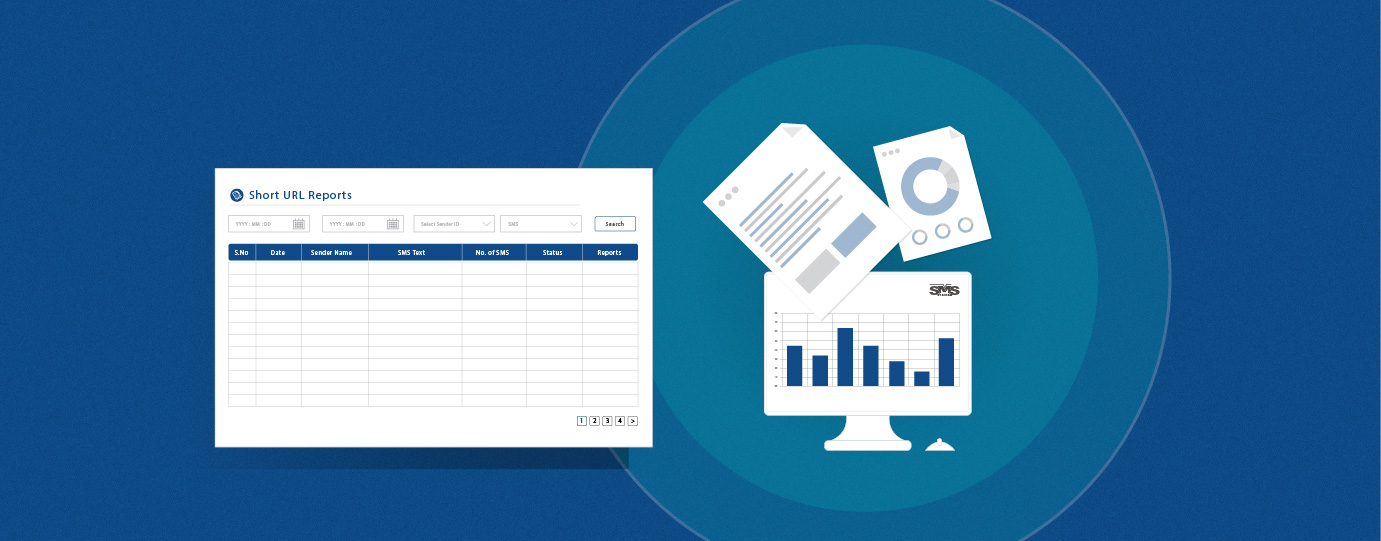 Short URL Reports
YYYY : MM : DD YYYY : MM : DD Select Sender ID SMS Search
S.No Date Sender Name SMS Text No. of SMS Status Reports
1 2 3 4 >
SMS